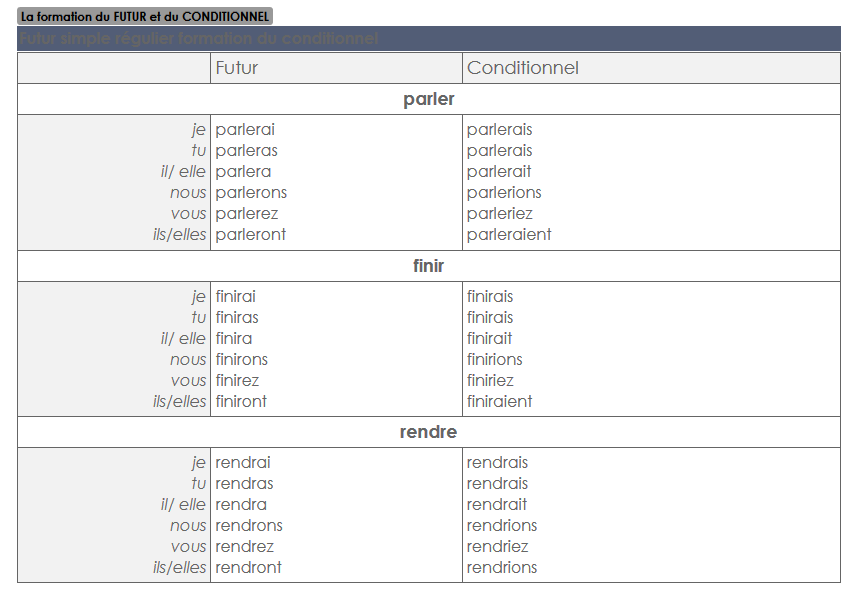 La formation du FUTUR et du CONDITIONNEL
Futur simple régulier formation du conditionnel
Futur Conditionnel
parler
je parlerai parlerais
tu parleras parlerais
il/ elle parlera parlerait
nous parlerons parlerions
vous parlerez parleriez
ils/elles parleront parleraient
finir
je finirai finirais
tu finiras finirais
il/ elle finira finirait
nous finirons finirions
vous finirez finiriez
ils/elles finiront finiraient
rendre
je rendrai rendrais
tu rendras rendrais
il/ elle rendra rendrait
nous rendrons rendrions
vous rendrez rendriez
ils/elles rendront rendrions